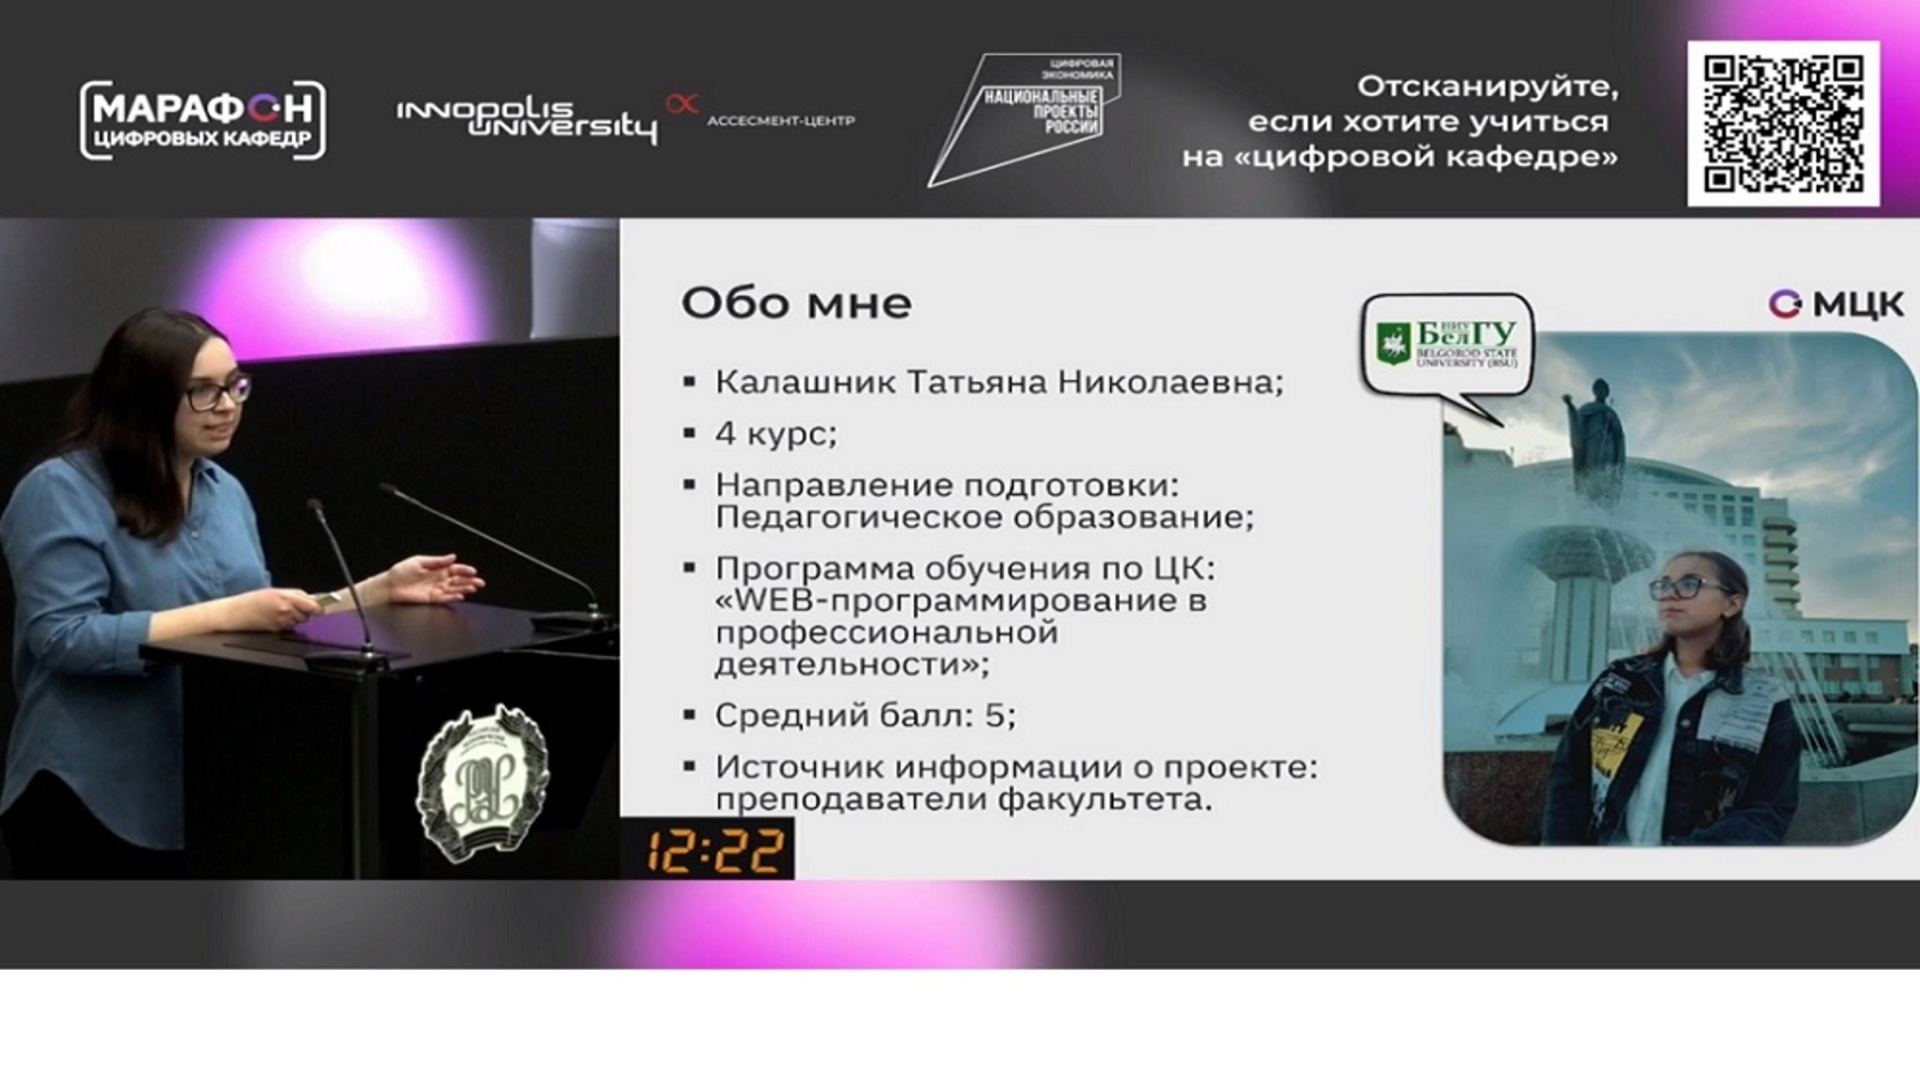 МАРАФОН
ЦИФРОВЫХ КАФЕДР
INNOPOLIS
UNIVERSITY
АССЕСМЕНТ-ЦЕНТР
ЦИФРОВАЯ
ЭКОНОМИКА
НАЦИОНАЛЬНЫЕ
ПРОЕКТЫ
РОССИИ
Отсканируйте,
если хотите учиться
на «цифровой кафедре»
Обо мне
МЦК
НИУ
БелГУ
BELGOROD STATE
UNIVERSITY (BSU)
▪ Калашник Татьяна Николаевна;
▪ 4 курс;
▪ Направление подготовки:
Педагогическое образование;
▪ Программа обучения по ЦК:
«WEB-программирование в
профессиональной
деятельности»;
▪ Средний балл: 5;
▪ Источник информации о проекте:
преподаватели факультета.
12:22